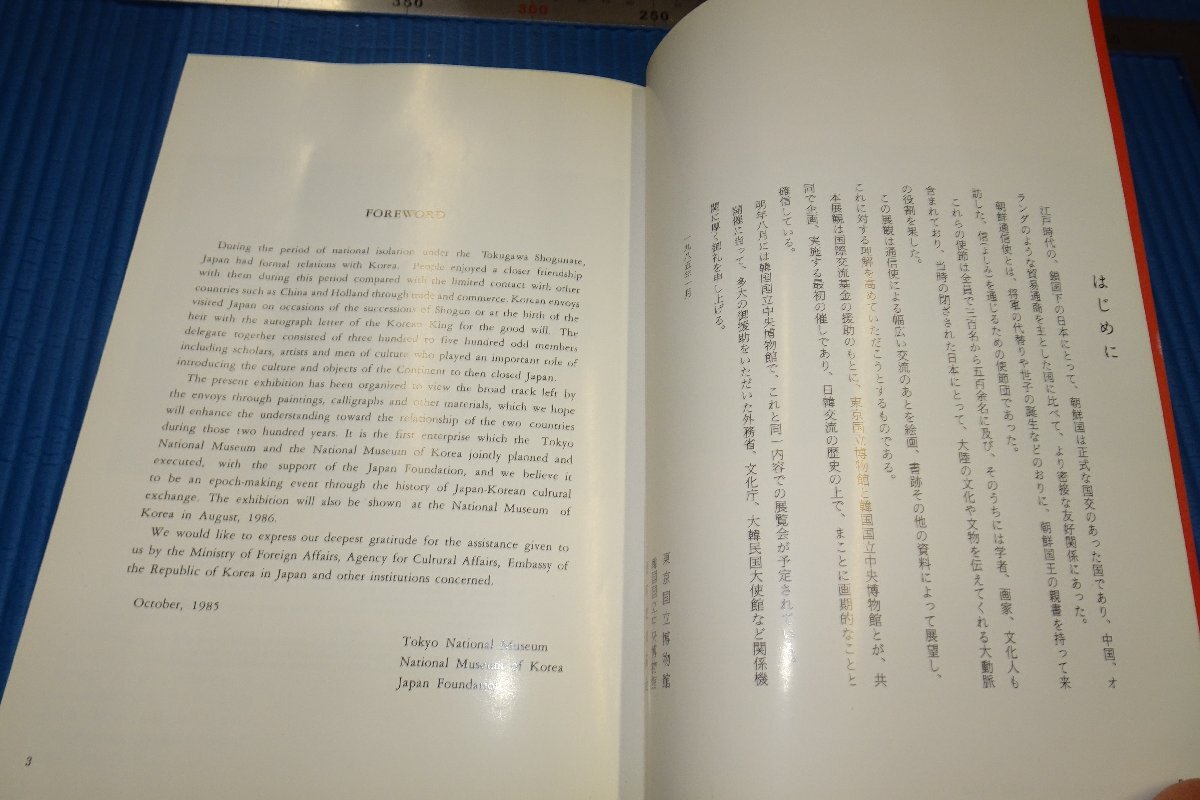 350
300
250
FOREWORD
During the period of national isolation under the Tokugawa Shogunate,
Japan had formal relations with Korea. People enjoyed a closer friendship
with them during this period compared with the limited contact with other
countries such as China and Holland through trade and commerce. Korean envoys
visited Japan on occasions of the successions of Shogun or at the birth of the
heir with the autograph letter of the Korean King for the good will. The
delegate together consisted of three hundred to five hundred odd members
including scholars, artists and men of culture who played an important role of
introducing the culture and objects of the Continent to then closed Japan.
The present exhibition has been organized to view the broad track left by
the envoys through paintings, calligraphs and other materials, which we hope
will enhance the understanding toward the relationship of the two countries
during those two hundred years. It is the first enterprise which the Tokyo
National Museum and the National Museum of Korea jointly planned and
executed, with the support of the Japan Foundation, and we believe it
to be an epoch-making event through the history of Japan-Korean cultural
exchange. The exhibition will also be shown at the National Museum of
Korea in August, 1986.
We would like to express our deepest gratitude for the assistance given to
us by the Ministry of Foreign Affairs, Agency for Cultural Affairs, Embassy of
the Republic of Korea in Japan and other institutions concerned.
October, 1985
Tokyo National Museum
National Museum of Korea
Japan Foundation
3
はじめに
江戸時代の、鎖国下の日本にとって、朝鮮国は正式な国交のあった国であり、中国、オ
ランダのような貿易通商を主とした国に比べて、より密接な友好関係にあった。
朝鮮通信使とは、将軍の代替りや世子の誕生などのおりに、朝鮮国王の親書を持って来
訪した、信(よしみ)を通じるための使節団であった。
これらの使節は全員で三百名から五百余名に及び、そのうちには学者、画家、文化人も
含まれており、当時の閉ざされた日本にとって、大陸の文化や文物を伝えてくれる大動脈
の役割を果した。
この展観は通信使による幅広い交流のあとを絵画、書跡その他の資料によって展望し、
これに対する理解を高めていただこうとするものである。
本展観は国際交流基金の援助のもとに、東京国立博物館と韓国国立中央博物館とが、共
同で企画、実施する最初の催しであり、日韓交流の歴史の上で、まことに画期的なことと
確信している。
明年八月には韓国国立中央博物館で、これと同一内容での展覧会が予定されて
開催に当って、多大の御援助をいただいた外務省、文化庁、大韓民国大使館など関係機
関に厚く御礼を申し上げる。
一九八五年一月
東京国立博物館
韓国国立中央博物館